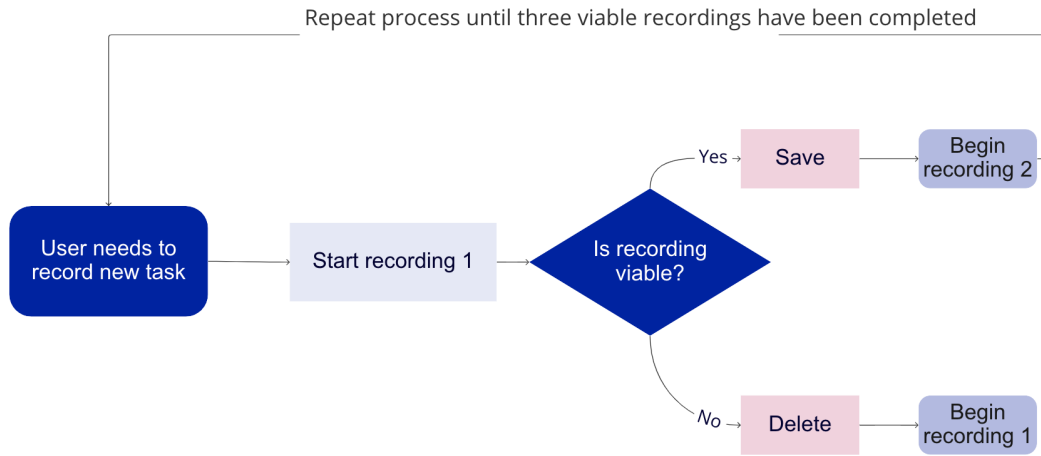 Repeat process until three viable recordings have been completed
User needs to
record new task
Start recording 1
Is recording
viable?
Yes
Save
Begin
recording 2
No
Delete
Begin
recording 1